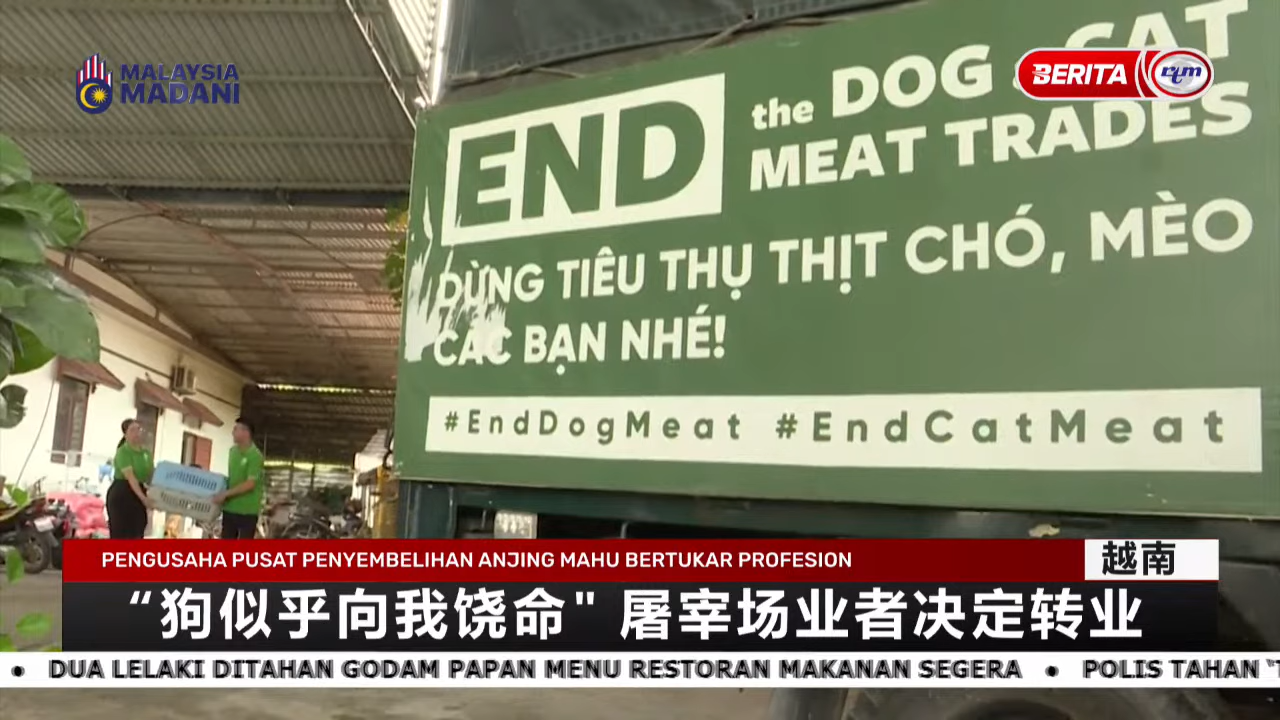 MALAYSIA
MADANI
BERITA rtm
END the DOG & CAT
MEAT TRADES
DỪNG TIÊU THỤ THỊT CHÓ, MÈO
CÁC BẠN NHÉ!
#EndDogMeat #EndCatMeat
PENGUSAHA PUSAT PENYEMBELIHAN ANJING MAHU BERTUKAR PROFESION
越南
“狗似乎向我饶命" 屠宰场业者决定转业
• DUA LELAKI DITAHAN GODAM PAPAN MENU RESTORAN MAKANAN SEGERA • POLIS TAHAN